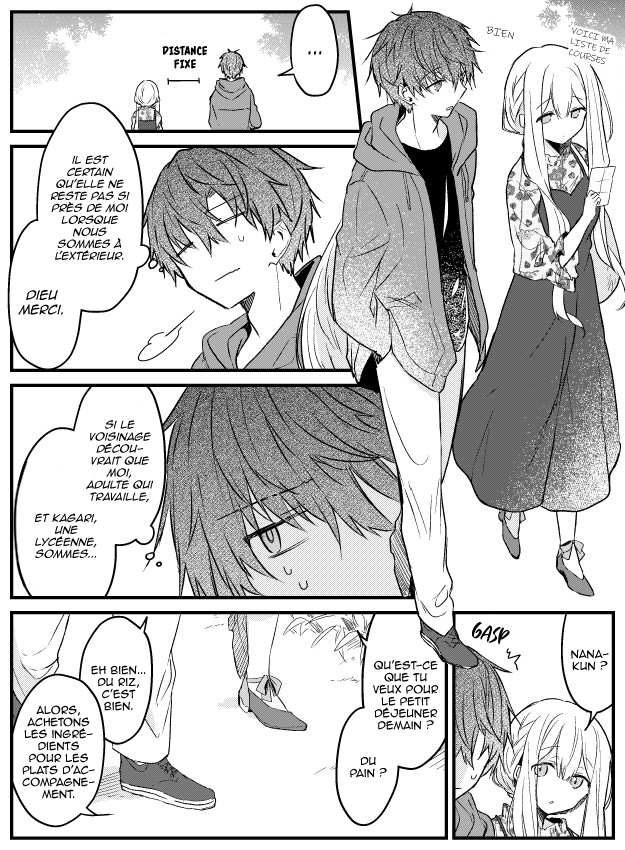 DISTANCE
FIXE
...
BIEN
VOICI MA
LISTE DE
COURSES
IL EST
CERTAIN
QU'ELLE NE
RESTE PAS SI
PRÈS DE MOI
LORSQUE
NOUS
SOMMES À
L'EXTÉRIEUR.
DIEU
MERCI.
SI LE
VOISINAGE
DÉCOU-
VRAIT QUE
MOI,
ADULTE QUI
TRAVAILLE,
ET KAGARI,
UNE
LYCÉENNE,
SOMMES...
GASP
NANA-
KUN ?
QU'EST-CE
QUE TU
VEUX POUR
LE PETIT
DÉJEUNER
DEMAIN ?
DU
PAIN ?
EH BIEN...
DU RIZ,
C'EST
BIEN.
ALORS,
ACHETONS
LES INGRÉ-
DIENTS
POUR LES
PLATS D'AC-
COMPAGNE-
MENT.